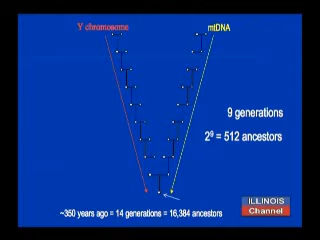 Y chromosome
mtDNA
9 generations
2⁹ = 512 ancestors
ILLINOIS
Channel
~350 years ago = 14 generations = 16,384 ancestors